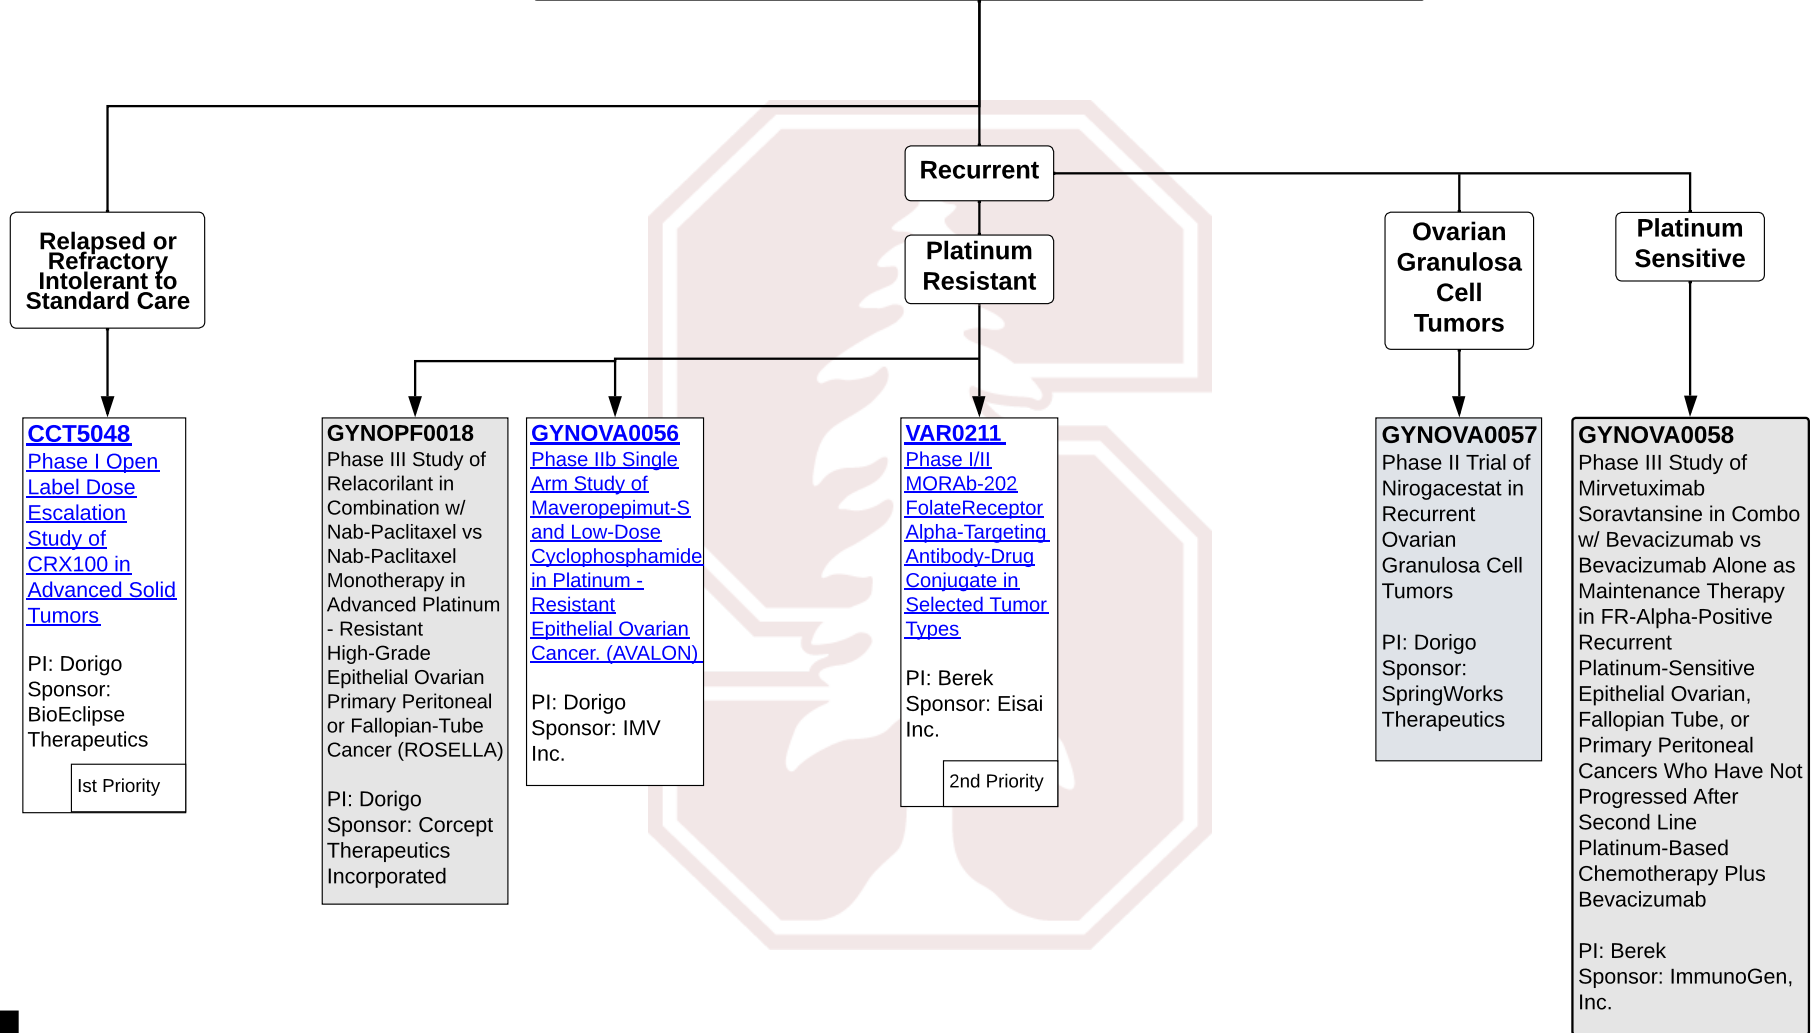 Recurrent
Relapsed or
Refractory
Intolerant to
Standard Care
Platinum
Resistant
Ovarian
Granulosa
Cell
Tumors
Platinum
Sensitive
CCT5048
Phase I Open
Label Dose
Escalation
Study of
CRX100 in
Advanced Solid
Tumors
PI: Dorigo
Sponsor:
BioEclipse
Therapeutics
Ist Priority
GYNOPF0018
Phase III Study of
Relacorilant in
Combination w/
Nab-Paclitaxel vs
Nab-Paclitaxel
Monotherapy in
Advanced Platinum
- Resistant
High-Grade
Epithelial Ovarian
Primary Peritoneal
or Fallopian-Tube
Cancer (ROSELLA)
PI: Dorigo
Sponsor: Corcept
Therapeutics
Incorporated
GYNOVA0056
Phase IIb Single
Arm Study of
Maveropepimut-S
and Low-Dose
Cyclophosphamide
in Platinum -
Resistant
Epithelial Ovarian
Cancer. (AVALON)
PI: Dorigo
Sponsor: IMV
Inc.
VAR0211
Phase I/II
MORAb-202
FolateReceptor
Alpha-Targeting
Antibody-Drug
Conjugate in
Selected Tumor
Types
PI: Berek
Sponsor: Eisai
Inc.
2nd Priority
GYNOVA0057
Phase II Trial of
Nirogacestat in
Recurrent
Ovarian
Granulosa Cell
Tumors
PI: Dorigo
Sponsor:
SpringWorks
Therapeutics
GYNOVA0058
Phase III Study of
Mirvetuximab
Soravtansine in Combo
w/ Bevacizumab vs
Bevacizumab Alone as
Maintenance Therapy
in FR-Alpha-Positive
Recurrent
Platinum-Sensitive
Epithelial Ovarian,
Fallopian Tube, or
Primary Peritoneal
Cancers Who Have Not
Progressed After
Second Line
Platinum-Based
Chemotherapy Plus
Bevacizumab
PI: Berek
Sponsor: ImmunoGen,
Inc.